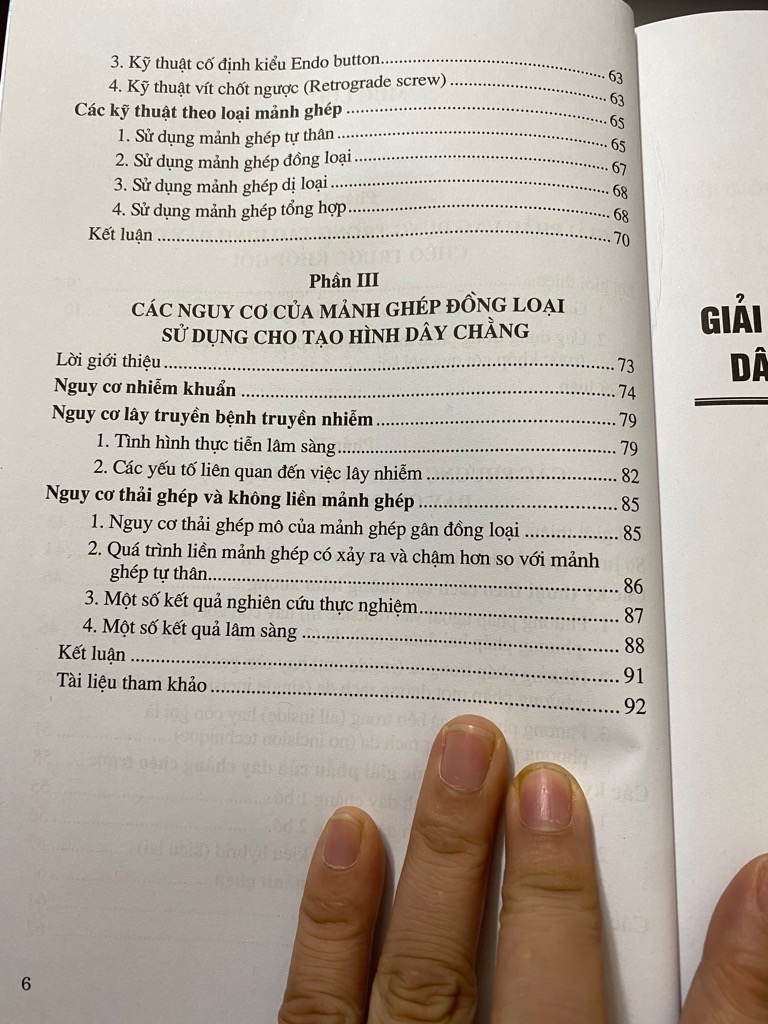 3. Kỹ thuật cố định kiểu Endo button.......... 63
4. Kỹ thuật vít chốt ngược (Retrograde screw) .......... 63
Các kỹ thuật theo loại mảnh ghép .......... 65
1. Sử dụng mảnh ghép tự thân .......... 65
2. Sử dụng mảnh ghép đồng loại .......... 67
3. Sử dụng mảnh ghép dị loại .......... 68
4. Sử dụng mảnh ghép tổng hợp .......... 68
Kết luận .......... 70
Phần III
CÁC NGUY CƠ CỦA MẢNH GHÉP ĐỒNG LOẠI
SỬ DỤNG CHO TẠO HÌNH DÂY CHẰNG
Lời giới thiệu .......... 73
Nguy cơ nhiễm khuẩn .......... 74
Nguy cơ lây truyền bệnh truyền nhiễm .......... 79
1. Tình hình thực tiễn lâm sàng .......... 79
2. Các yếu tố liên quan đến việc lây nhiễm .......... 82
Nguy cơ thải ghép và không liền mảnh ghép .......... 85
1. Nguy cơ thải ghép mô của mảnh ghép gân đồng loại .......... 85
2. Quá trình liền mảnh ghép có xảy ra và chậm hơn so với mảnh
ghép tự thân .......... 86
3. Một số kết quả nghiên cứu thực nghiệm .......... 87
4. Một số kết quả lâm sàng .......... 88
Kết luận .......... 91
Tài liệu tham khảo .......... 92
6
GIẢI
DÂ